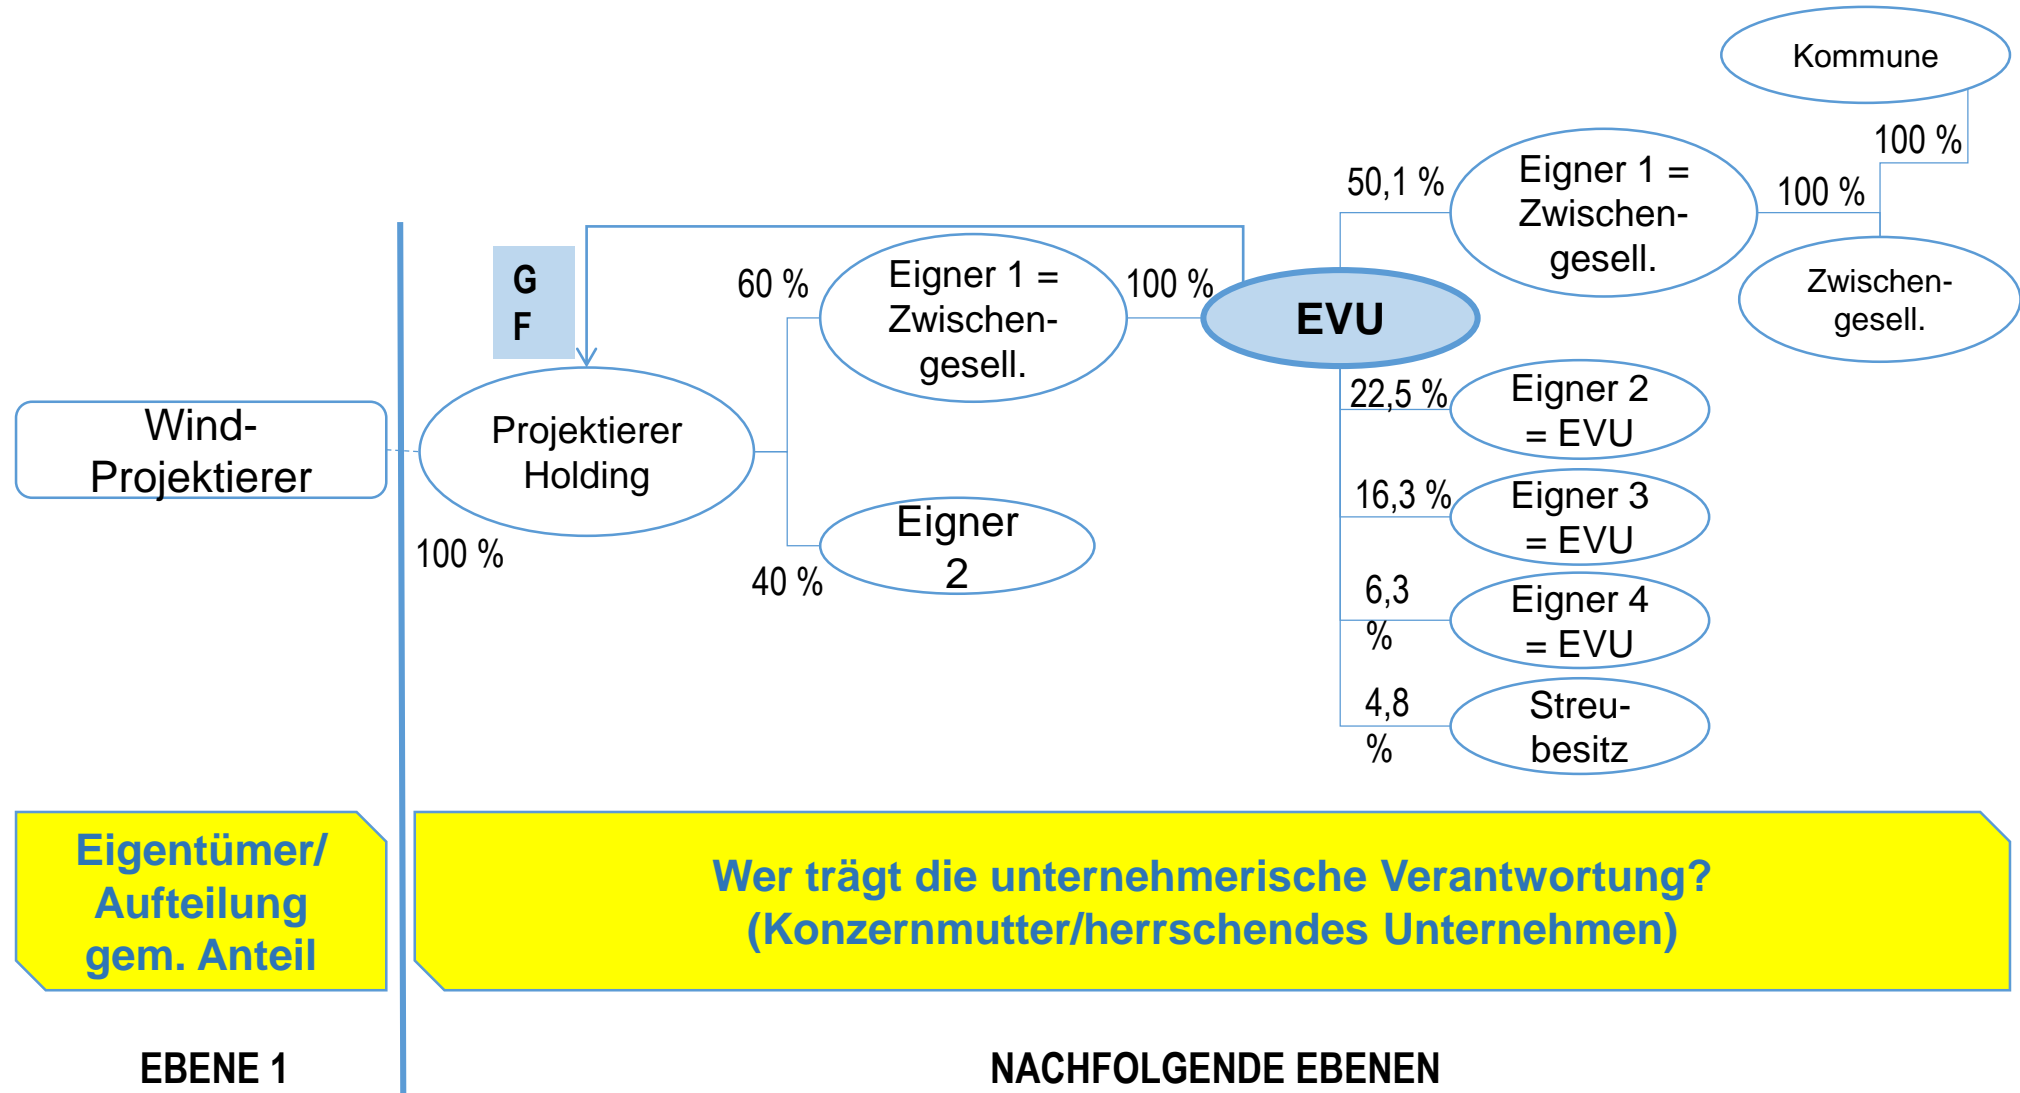 Kommune
100 %
50,1 %
Eigner 1 =
Zwischen-
gesell.
100 %
Zwischen-
gesell.
G
F
60 %
Eigner 1 =
Zwischen-
gesell.
100 %
EVU
22,5 %
Eigner 2
= EVU
16,3 %
Eigner 3
= EVU
6,3
%
Eigner 4
= EVU
4,8
%
Streu-
besitz
Wind-
Projektierer
Projektierer
Holding
100 %
40 %
Eigner
2
Eigentümer/
Aufteilung
gem. Anteil
Wer trägt die unternehmerische Verantwortung?
(Konzernmutter/herrschendes Unternehmen)
EBENE 1
NACHFOLGENDE EBENEN